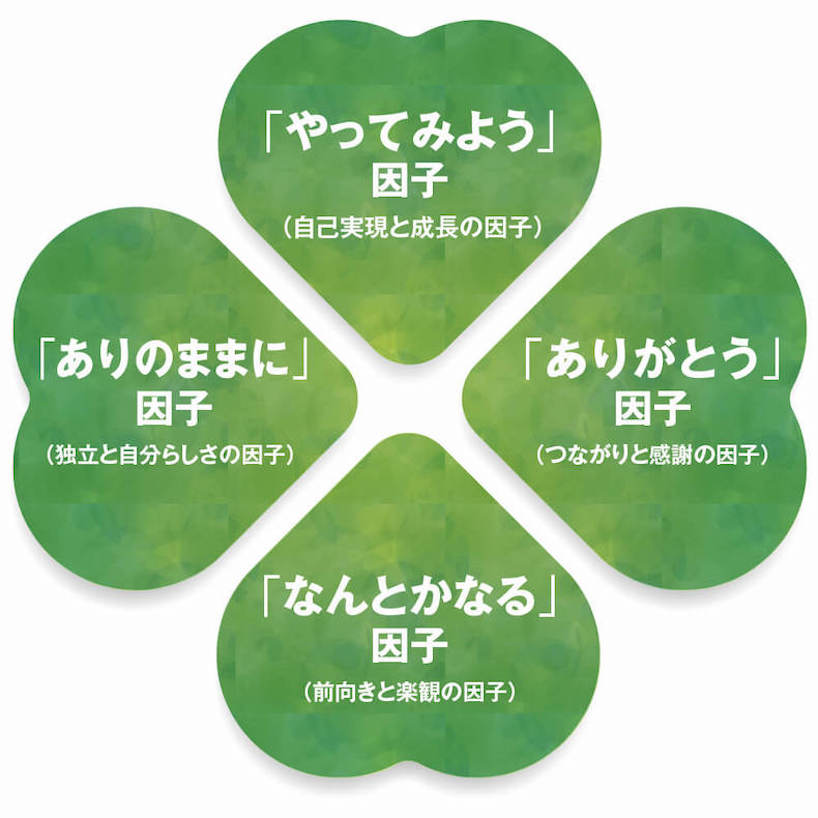 「やってみよう」
因子
（自己実現と成長の因子）
「ありのままに」
因子
（独立と自分らしさの因子）
「ありがとう」
因子
（つながりと感謝の因子）
「なんとかなる」
因子
（前向きと楽観の因子）